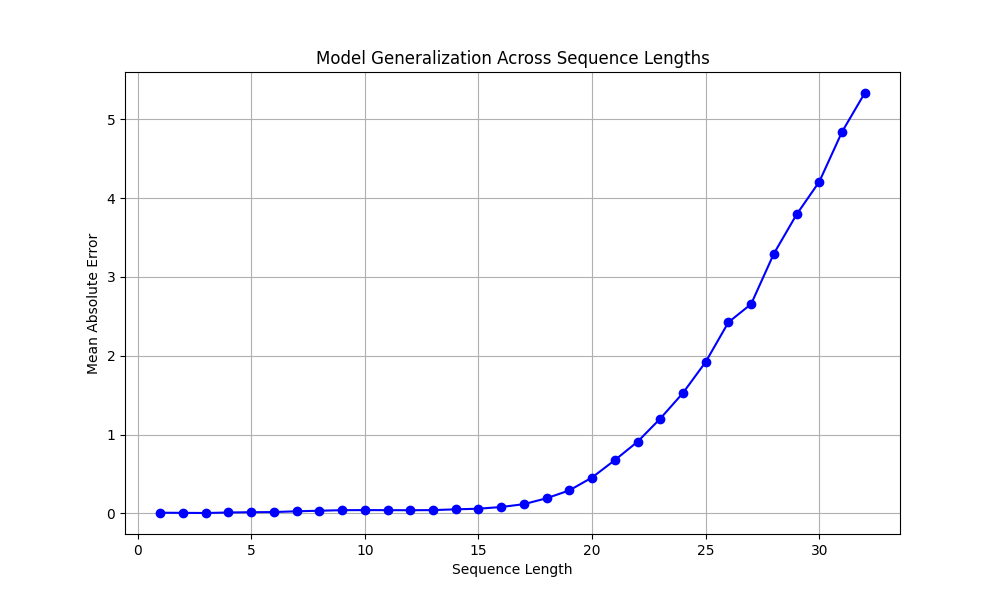 Model Generalization Across Sequence Lengths
Mean Absolute Error
5
4
3
2
1
0
0 5 10 15 20 25 30
Sequence Length